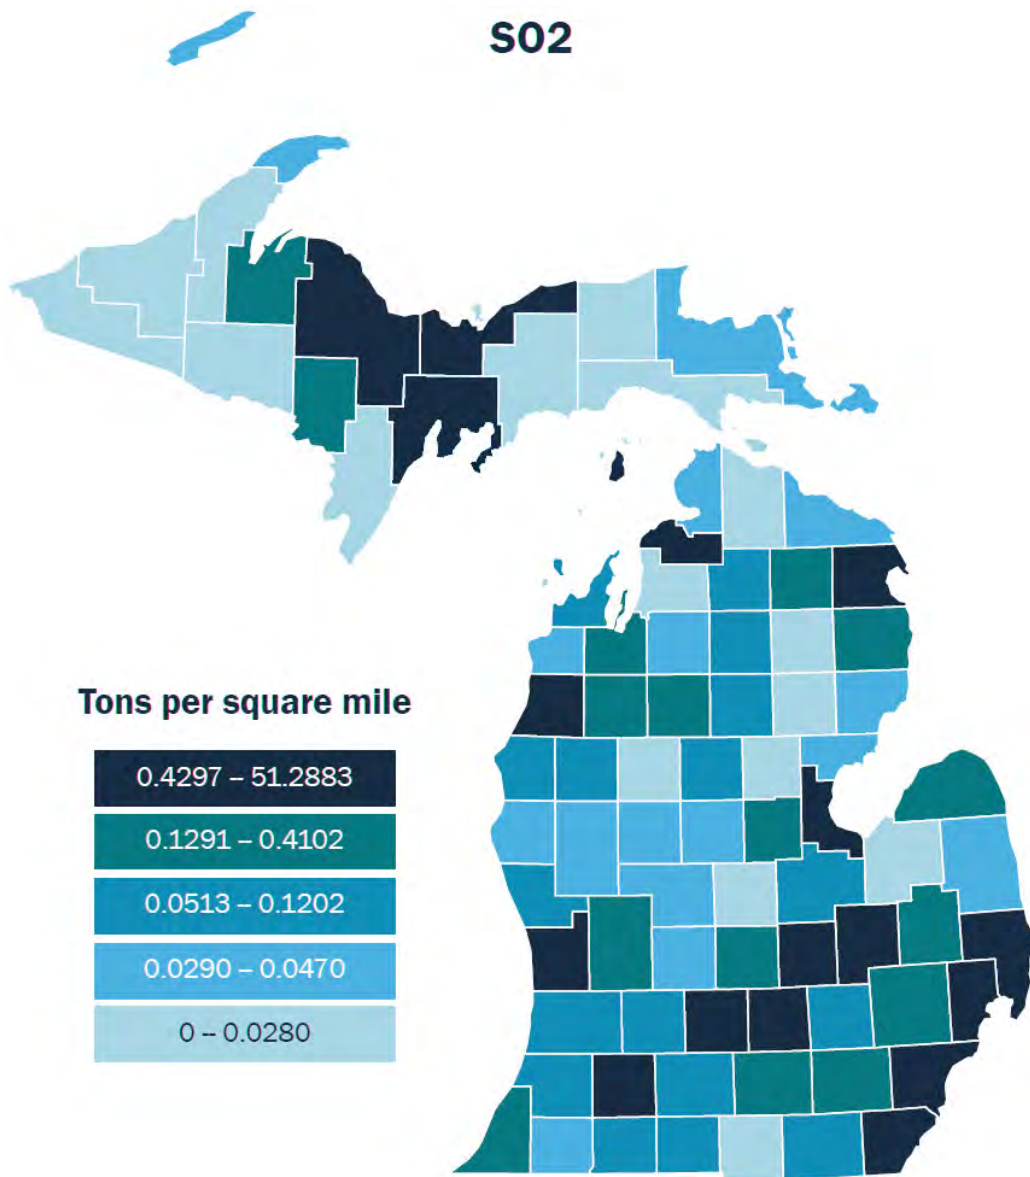 SO2
Tons per square mile
0.4297 – 51.2883
0.1291 – 0.4102
0.0513 – 0.1202
0.0290 – 0.0470
0 – 0.0280